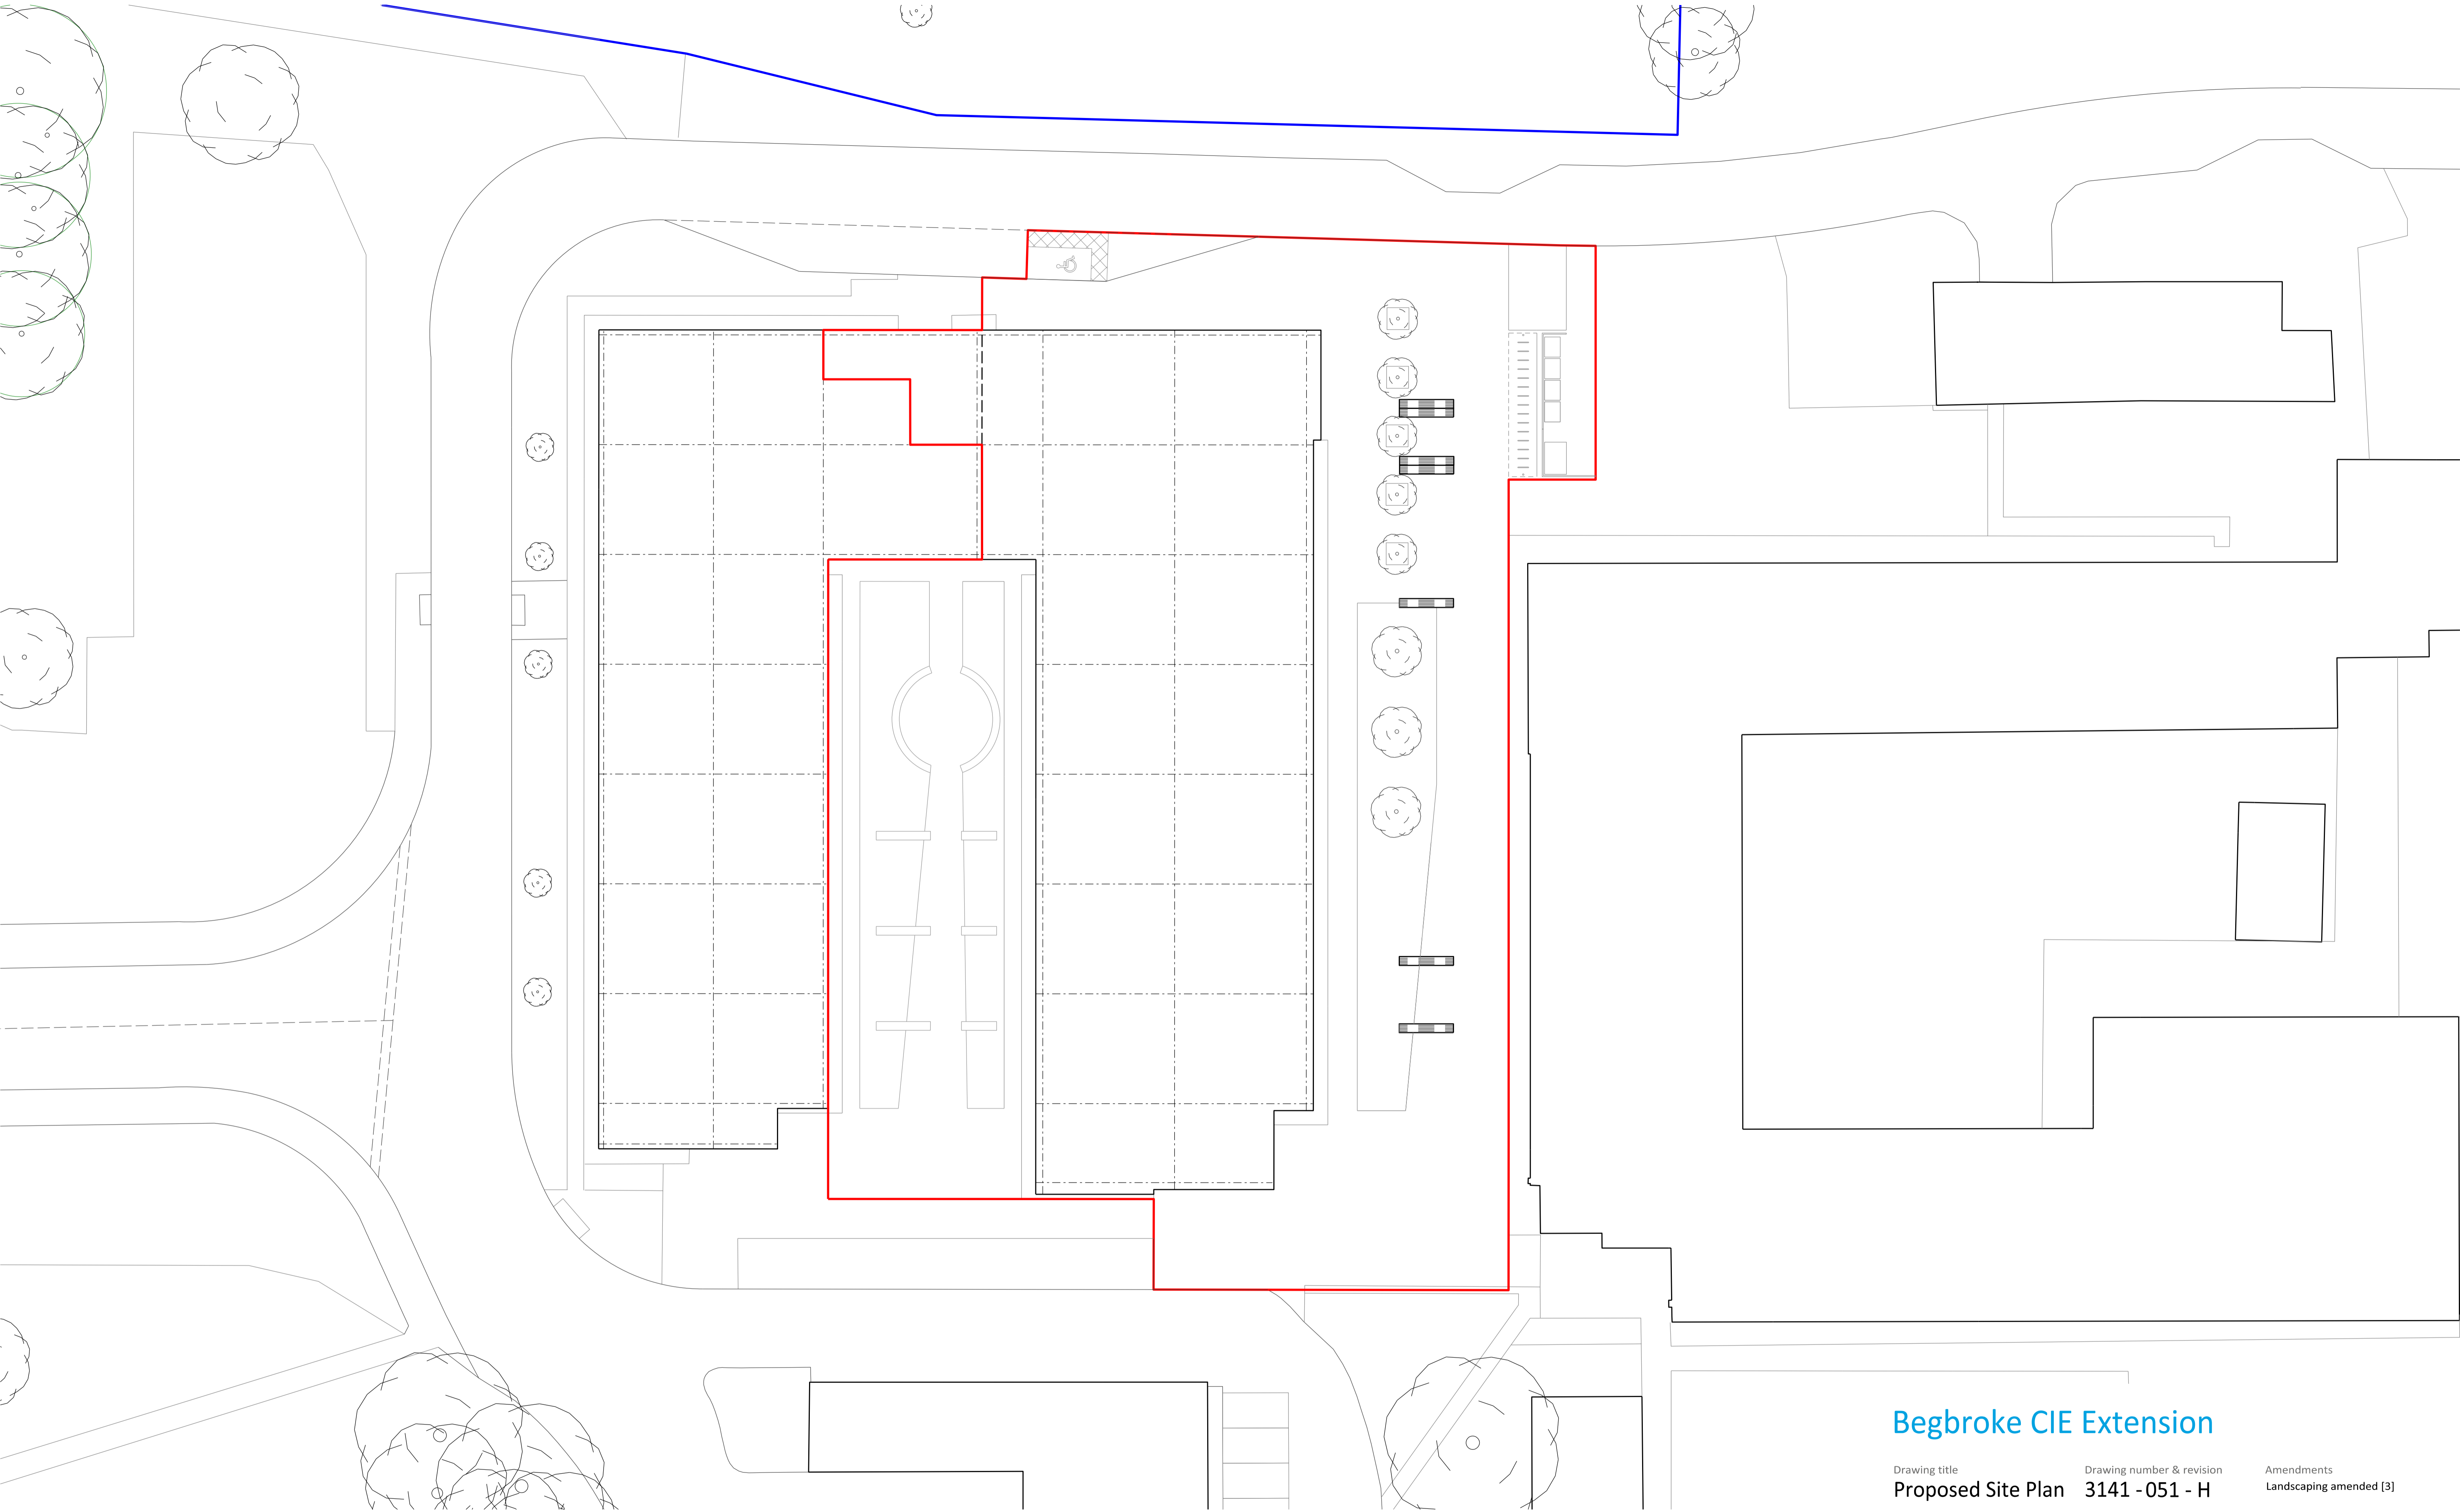 Begbroke CIE Extension
Drawing title
Proposed Site Plan
Drawing number & revision
3141 - 051 - H
Amendments
Landscaping amended [3]